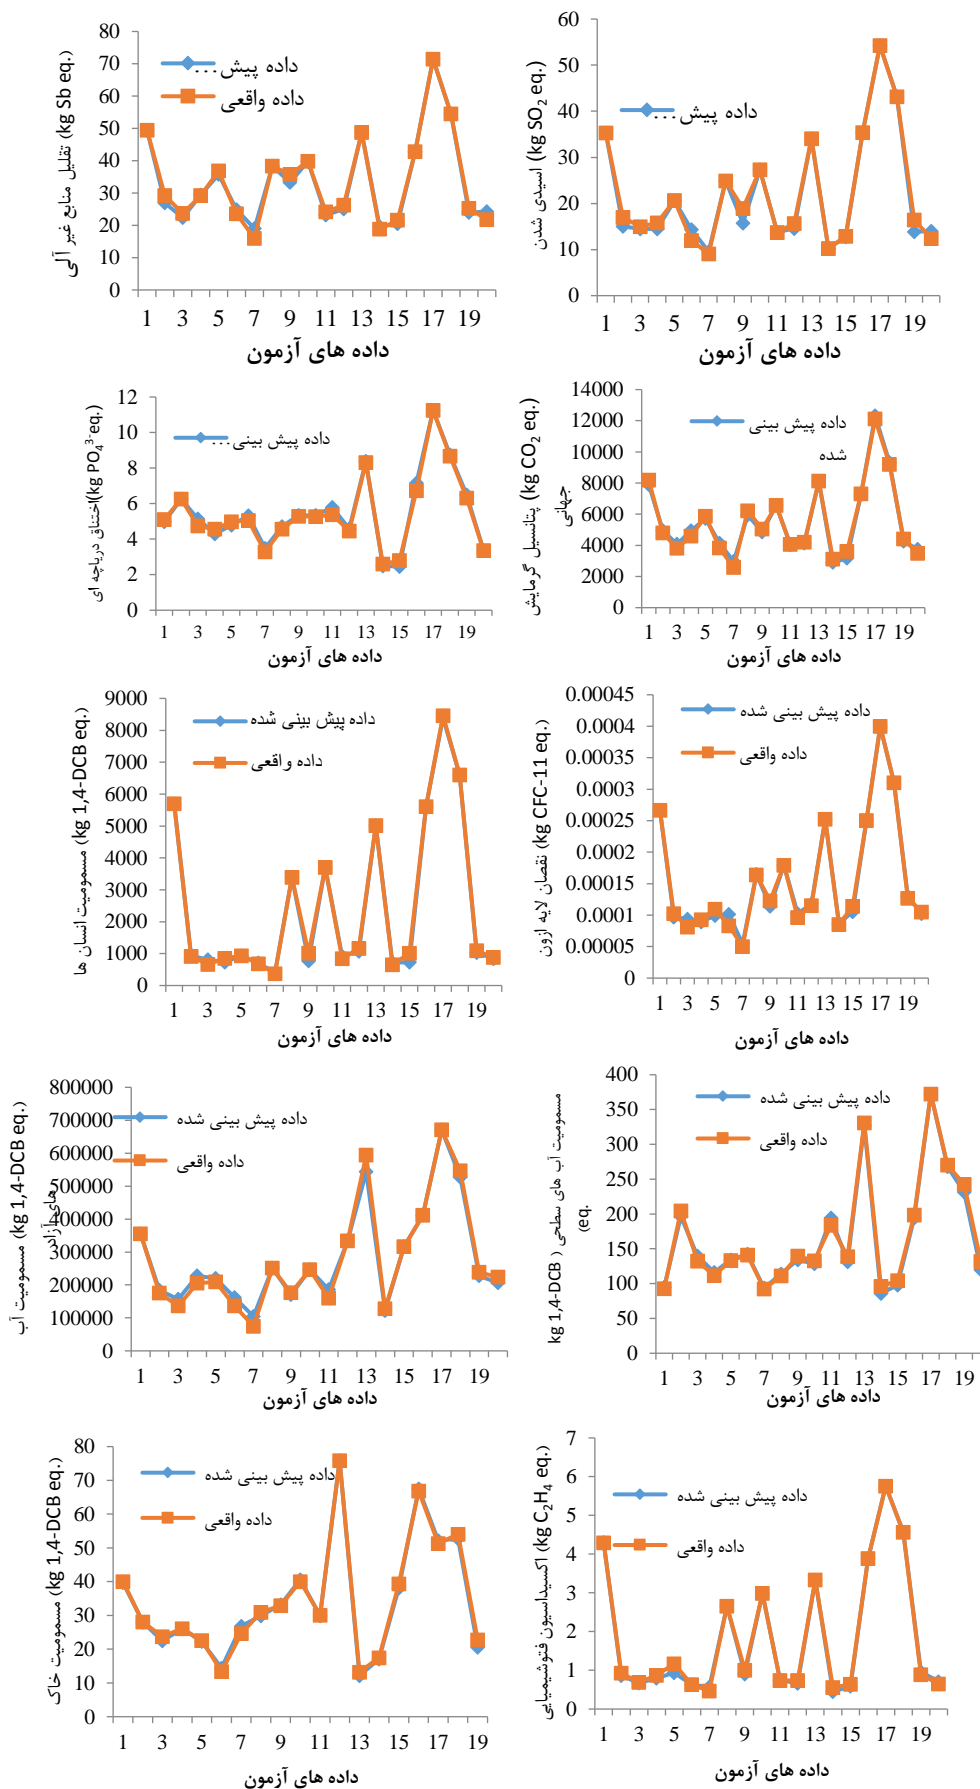 تقلیل منابع غیر آلی (kg Sb eq.)
80
70
60
50
40
30
20
10
0
داده پیش...
داده واقعی
1 3 5 7 9 11 13 15 17 19
داده های آزمون
اسیدی شدن (kg SO₂ eq.)
60
50
40
30
20
10
0
داده پیش...
1 3 5 7 9 11 13 15 17 19
داده های آزمون
اختناق دریاچه ای (kg PO₄³⁻eq.)
12
10
8
6
4
2
0
داده پیش بینی...
1 3 5 7 9 11 13 15 17 19
داده های آزمون
پتانسیل گرمایش (kg CO₂ eq.)
جهانی
14000
12000
10000
8000
6000
4000
2000
0
داده پیش بینی
شده
1 3 5 7 9 11 13 15 17 19
داده های آزمون
مسمومیت انسان ها (kg 1,4-DCB eq.)
9000
8000
7000
6000
5000
4000
3000
2000
1000
0
داده پیش بینی شده
داده واقعی
1 3 5 7 9 11 13 15 17 19
داده های آزمون
نقصان لایه ازون (kg CFC-11 eq.)
0.00045
0.0004
0.00035
0.0003
0.00025
0.0002
0.00015
0.0001
0.00005
0
داده پیش بینی شده
داده واقعی
1 3 5 7 9 11 13 15 17 19
داده های آزمون
مسمومیت آب (kg 1,4-DCB eq.)
های آزاد
800000
700000
600000
500000
400000
300000
200000
100000
0
داده پیش بینی شده
داده واقعی
1 3 5 7 9 11 13 15 17 19
داده های آزمون
مسمومیت آب های سطحی (kg 1,4-DCB
eq.)
400
350
300
250
200
150
100
50
0
داده پیش بینی شده
داده واقعی
1 3 5 7 9 11 13 15 17 19
داده های آزمون
مسمومیت خاک (kg 1,4-DCB eq.)
80
70
60
50
40
30
20
10
0
داده پیش بینی شده
داده واقعی
1 3 5 7 9 11 13 15 17 19
داده های آزمون
اکسیداسیون فتوشیمیایی (kg C₂H₄ eq.)
7
6
5
4
3
2
1
0
داده پیش بینی شده
داده واقعی
1 3 5 7 9 11 13 15 17 19
داده های آزمون